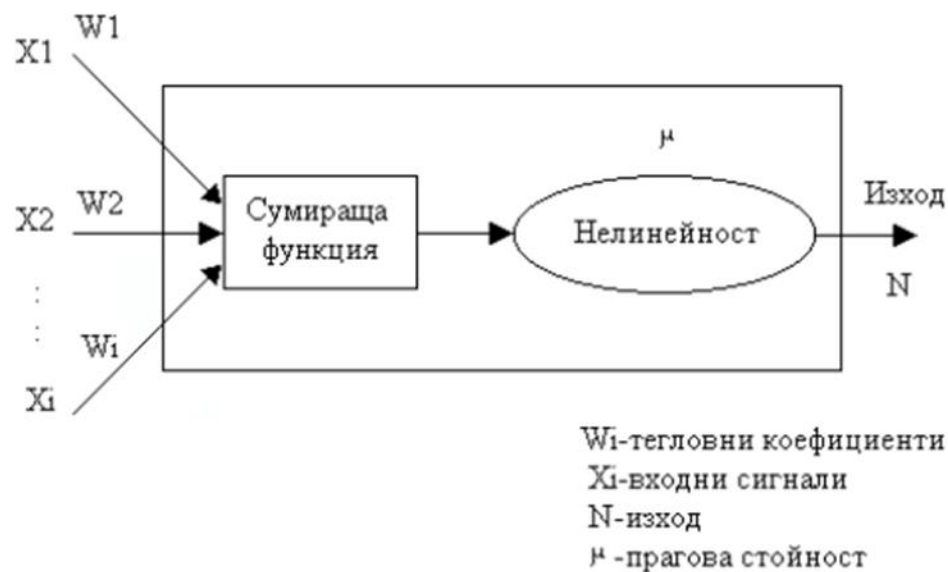 W1
X1
μ
W2
X2
Сумираща
функция
Нелинейност
Изход
N
Wi
Xi
Wi-тегловни коефициенти
Xi-входни сигнали
N-изход
μ-прагова стойност